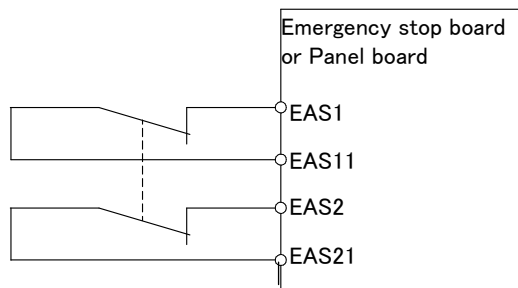 Emergency stop board
or Panel board
EAS1
EAS11
EAS2
EAS21